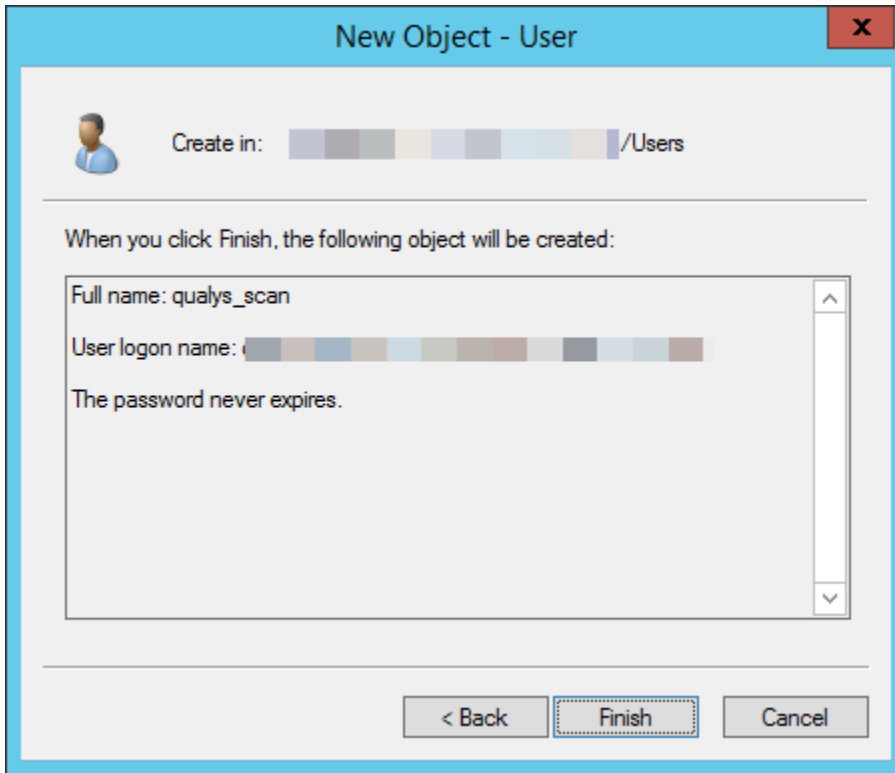 New Object - User
x
Create in: /Users
When you click Finish, the following object will be created:
Full name: qualys_scan
User logon name:
The password never expires.
< Back
Finish
Cancel